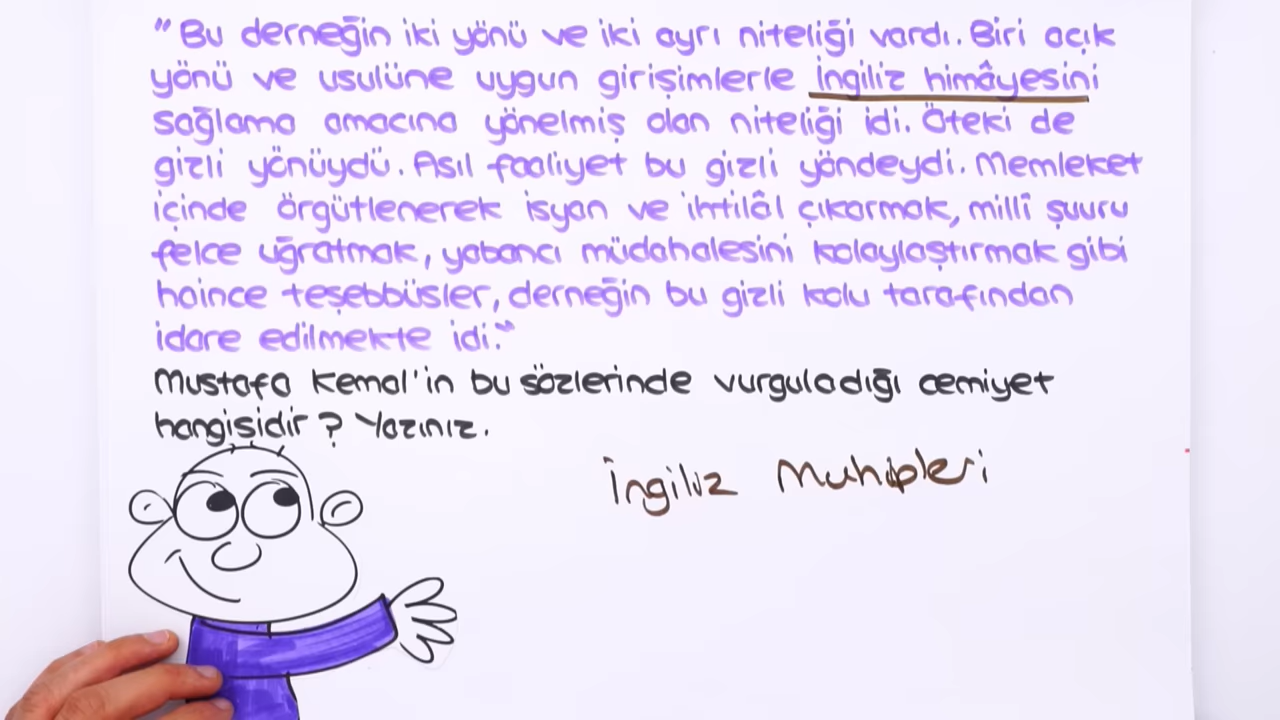 "Bu derneğin iki yönü ve iki ayrı niteliği vardı. Biri açık
yönü ve usulüne uygun girişimlerle İngiliz himâyesini
sağlama amacına yönelmiş olan niteliği idi. Öteki de
gizli yönüydü. Asıl faaliyet bu gizli yöndeydi. Memleket
içinde örgütlenerek isyan ve ihtilâl çıkarmak, millî şuuru
felce uğratmak, yabancı müdahalesini kolaylaştırmak gibi
haince teşebbüsler, derneğin bu gizli kolu tarafından
idare edilmekte idi."
Mustafa Kemal'in bu sözlerinde vurguladığı cemiyet
hangisidir? Yazınız.
İngiliz Muhipleri